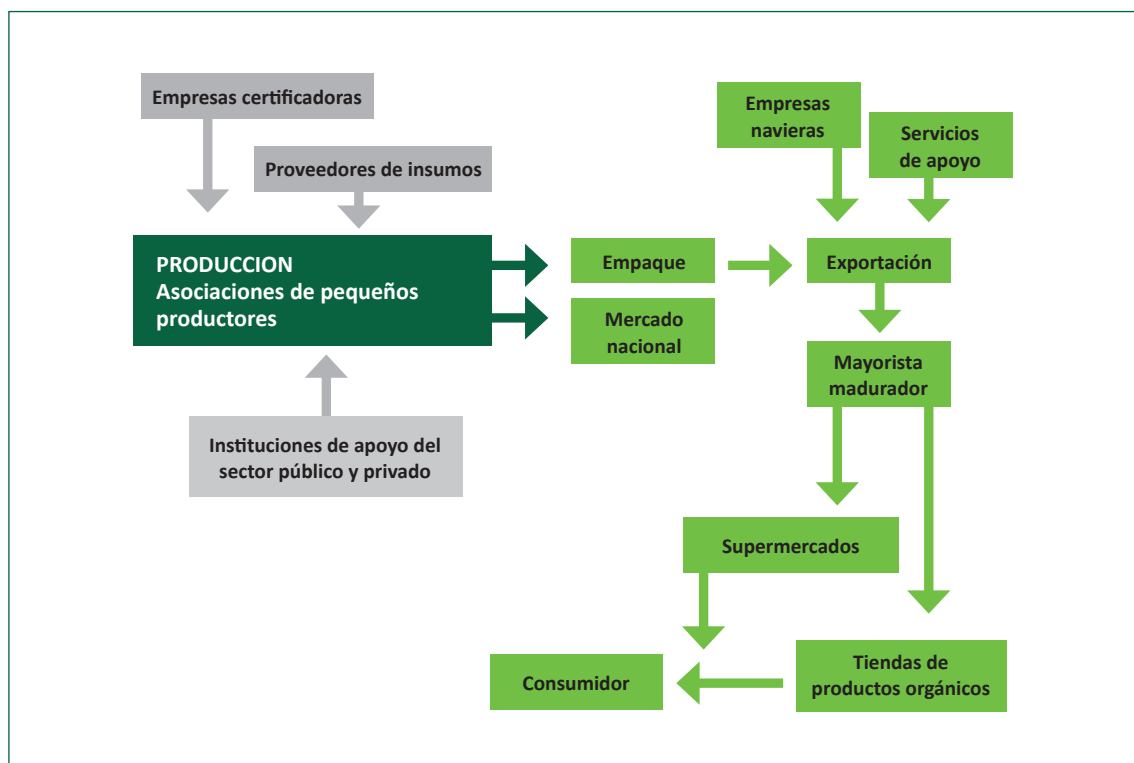 Empresas certificadoras
Proveedores de insumos
PRODUCCION
Asociaciones de pequeños
productores
Instituciones de apoyo del
sector público y privado
Empaque
Mercado
nacional
Empresas
navieras
Servicios
de apoyo
Exportación
Mayorista
madurador
Supermercados
Tiendas de
productos orgánicos
Consumidor